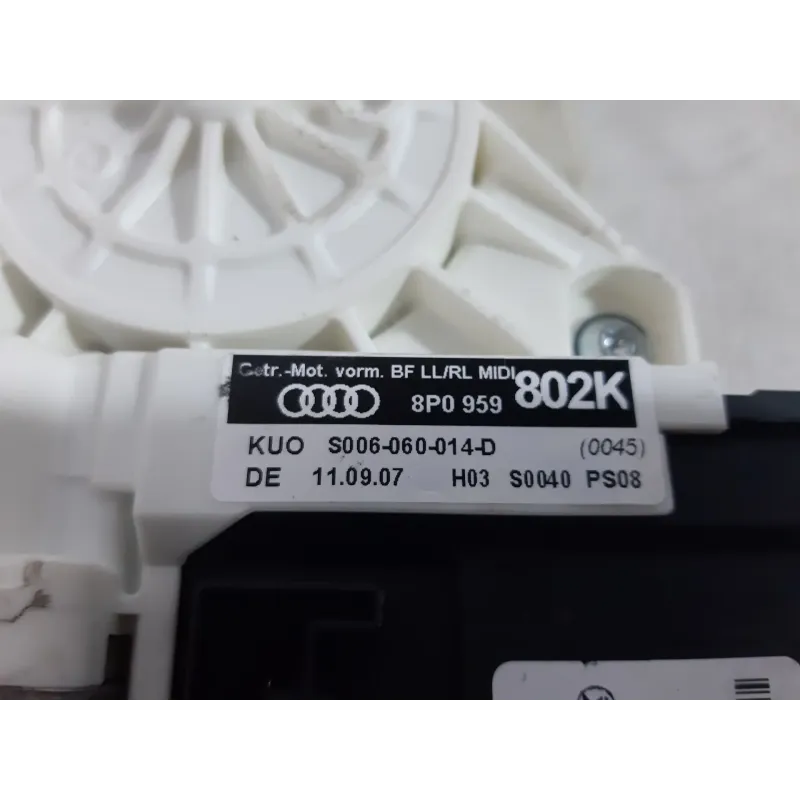 Getr.-Mot. vorm. BF LL/RL MIDI
8P0 959 802K
KUO S006-060-014-D (0045)
DE 11.09.07 H03 S0040 PS08